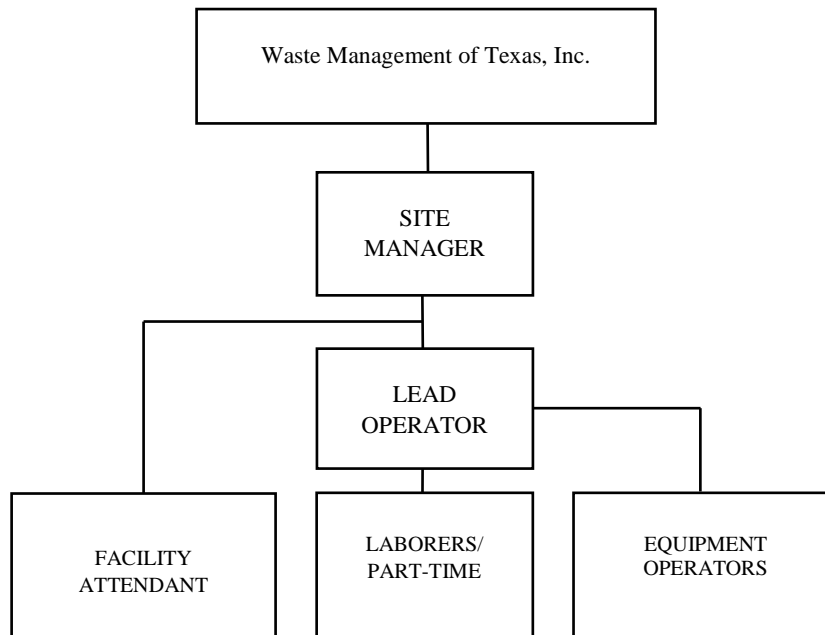 Waste Management of Texas, Inc.
SITE
MANAGER
LEAD
OPERATOR
FACILITY
ATTENDANT
LABORERS/
PART-TIME
EQUIPMENT
OPERATORS